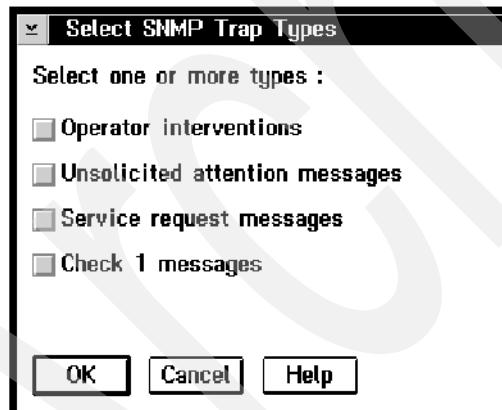 Select SNMP Trap Types
Select one or more types :
Operator interventions
Unsolicited attention messages
Service request messages
Check 1 messages
OK Cancel Help